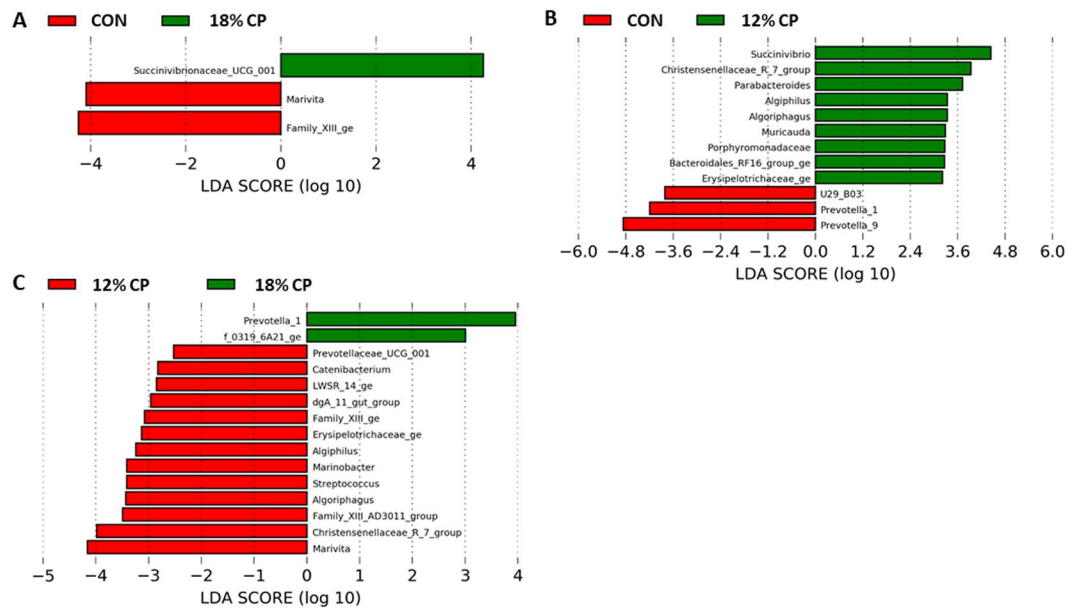 A CON 18% CP
Succinivibrionaceae_UCG_001
Marivita
Family_XIII_ge
−4 −2 0 2 4
LDA SCORE (log 10)
B CON 12% CP
Succinivibrio
Christensenellaceae_R_7_group
Parabacteroides
Algiphilus
Algoriphagus
Muricauda
Porphyromonadaceae
Bacteroidales_RF16_group_ge
Erysipelotrichaceae_ge
U29_B03
Prevotella_1
Prevotella_9
−6.0 −4.8 −3.6 −2.4 −1.2 0.0 1.2 2.4 3.6 4.8 6.0
LDA SCORE (log 10)
C 12% CP 18% CP
Prevotella_1
f_0319_6A21_ge
Prevotellaceae_UCG_001
Catenibacterium
LWSR_14_ge
dgA_11_gut_group
Family_XIII_ge
Erysipelotrichaceae_ge
Algiphilus
Marinobacter
Streptococcus
Algoriphagus
Family_XIII_AD3011_group
Christensenellaceae_R_7_group
Marivita
−5 −4 −3 −2 −1 0 1 2 3 4
LDA SCORE (log 10)